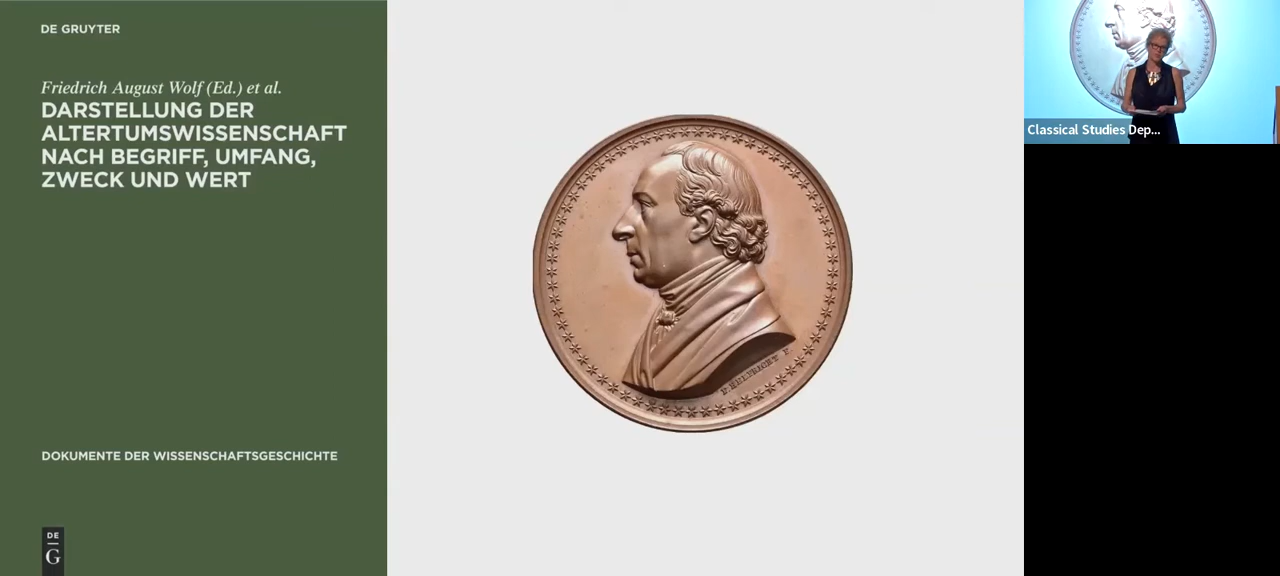 DE GRUYTER
Friedrich August Wolf (Ed.) et al.
DARSTELLUNG DER
ALTERTUMSWISSENSCHAFT
NACH BEGRIFF, UMFANG,
ZWECK UND WERT
DOKUMENTE DER WISSENSCHAFTSGESCHICHTE
DE
G
F. HELFRICHT F.
Classical Studies Dep...